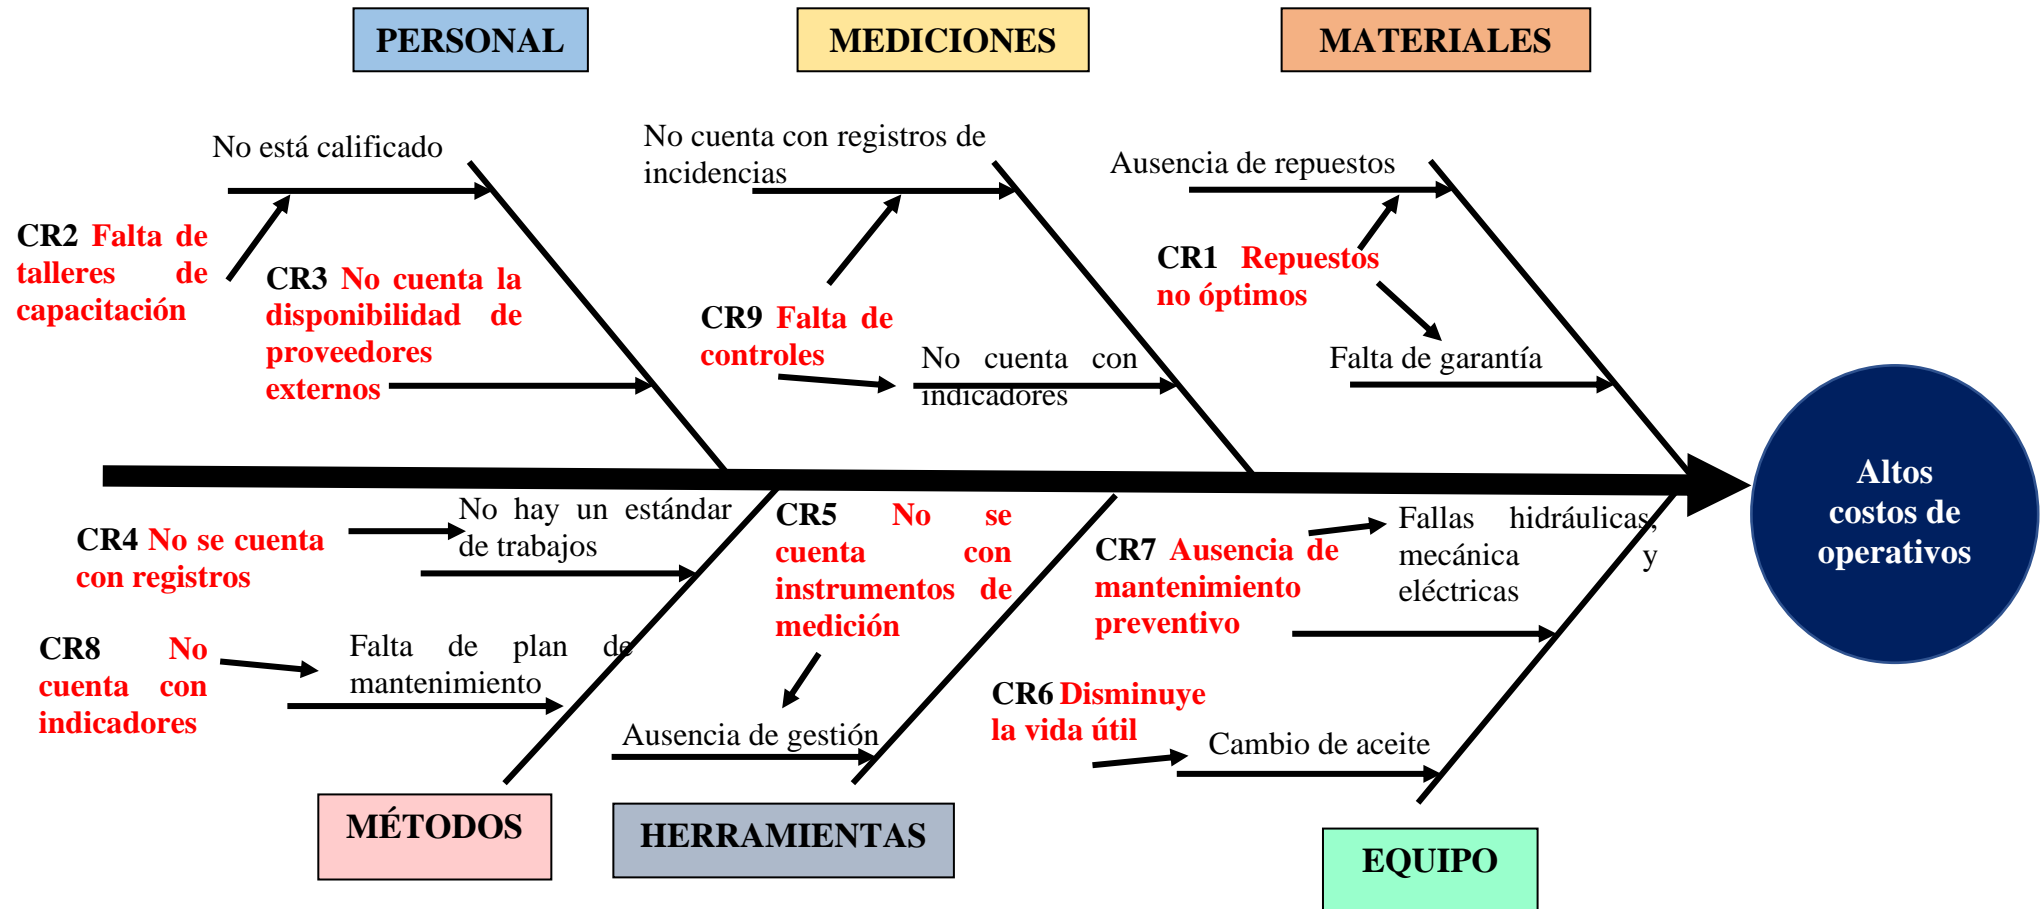 PERSONAL
MEDICIONES
MATERIALES
No está calificado
No cuenta con registros de
incidencias
Ausencia de repuestos
CR2 Falta de
talleres de
capacitación
CR3 No cuenta la
disponibilidad de
proveedores
externos
CR9 Falta de
controles
No cuenta con
indicadores
CR1 Repuestos
no óptimos
Falta de garantía
Altos
costos de
operativos
CR4 No se cuenta
con registros
No hay un estándar
de trabajos
CR5 No se
cuenta con
instrumentos de
medición
CR7 Ausencia de
mantenimiento
preventivo
Fallas hidráulicas,
mecánica y
eléctricas
CR8 No
cuenta con
indicadores
Falta de plan de
mantenimiento
Ausencia de gestión
CR6 Disminuye
la vida útil
Cambio de aceite
MÉTODOS
HERRAMIENTAS
EQUIPO